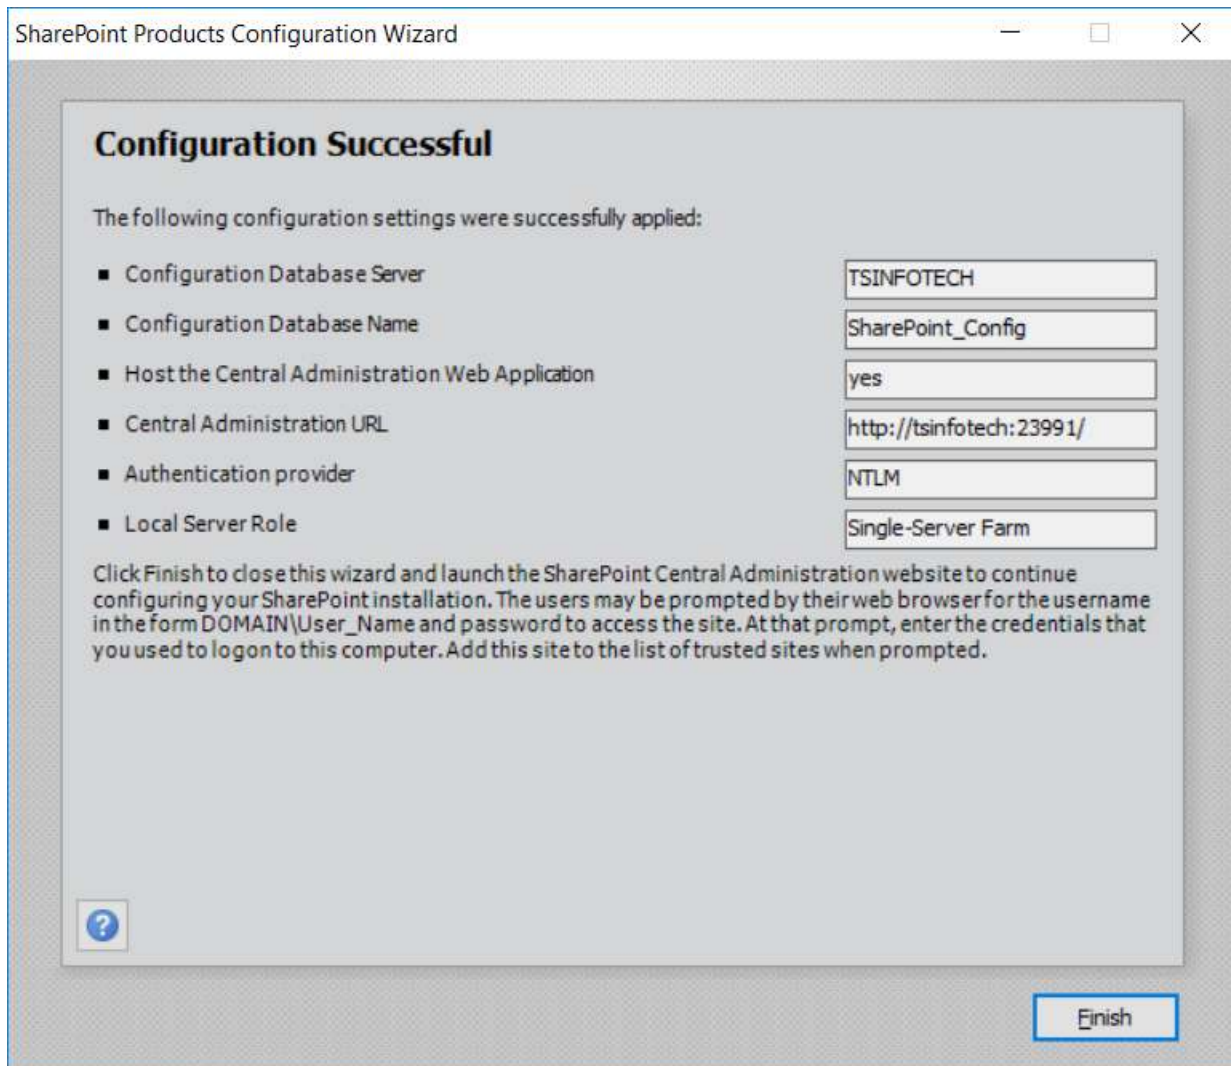 SharePoint Products Configuration Wizard
Configuration Successful
The following configuration settings were successfully applied:
Configuration Database Server TSINFOTECH
Configuration Database Name SharePoint_Config
Host the Central Administration Web Application yes
Central Administration URL http://tsinfotech:23991/
Authentication provider NTLM
Local Server Role Single-Server Farm
Click Finish to close this wizard and launch the SharePoint Central Administration website to continue
configuring your SharePoint installation. The users may be prompted by their web browser for the username
in the form DOMAIN\User_Name and password to access the site. At that prompt, enter the credentials that
you used to logon to this computer. Add this site to the list of trusted sites when prompted.
?
Finish